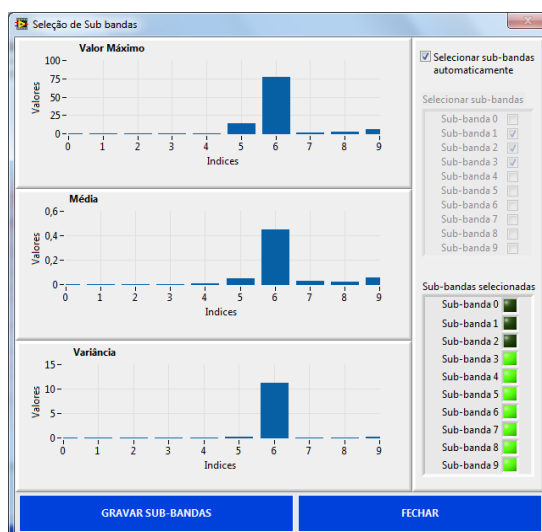 Seleção de Sub bandas
Valor Máximo
100
75
50
25
0
Valores
0 1 2 3 4 5 6 7 8 9
Indices
Média
0,6
0,4
0,2
0
Valores
0 1 2 3 4 5 6 7 8 9
Indices
Variância
15
10
5
0
Valores
0 1 2 3 4 5 6 7 8 9
Indices
Selecionar sub-bandas
automaticamente
Selecionar sub-bandas
Sub-banda 0
Sub-banda 1
Sub-banda 2
Sub-banda 3
Sub-banda 4
Sub-banda 5
Sub-banda 6
Sub-banda 7
Sub-banda 8
Sub-banda 9
Sub-bandas selecionadas
Sub-banda 0
Sub-banda 1
Sub-banda 2
Sub-banda 3
Sub-banda 4
Sub-banda 5
Sub-banda 6
Sub-banda 7
Sub-banda 8
Sub-banda 9
GRAVAR SUB-BANDAS
FECHAR